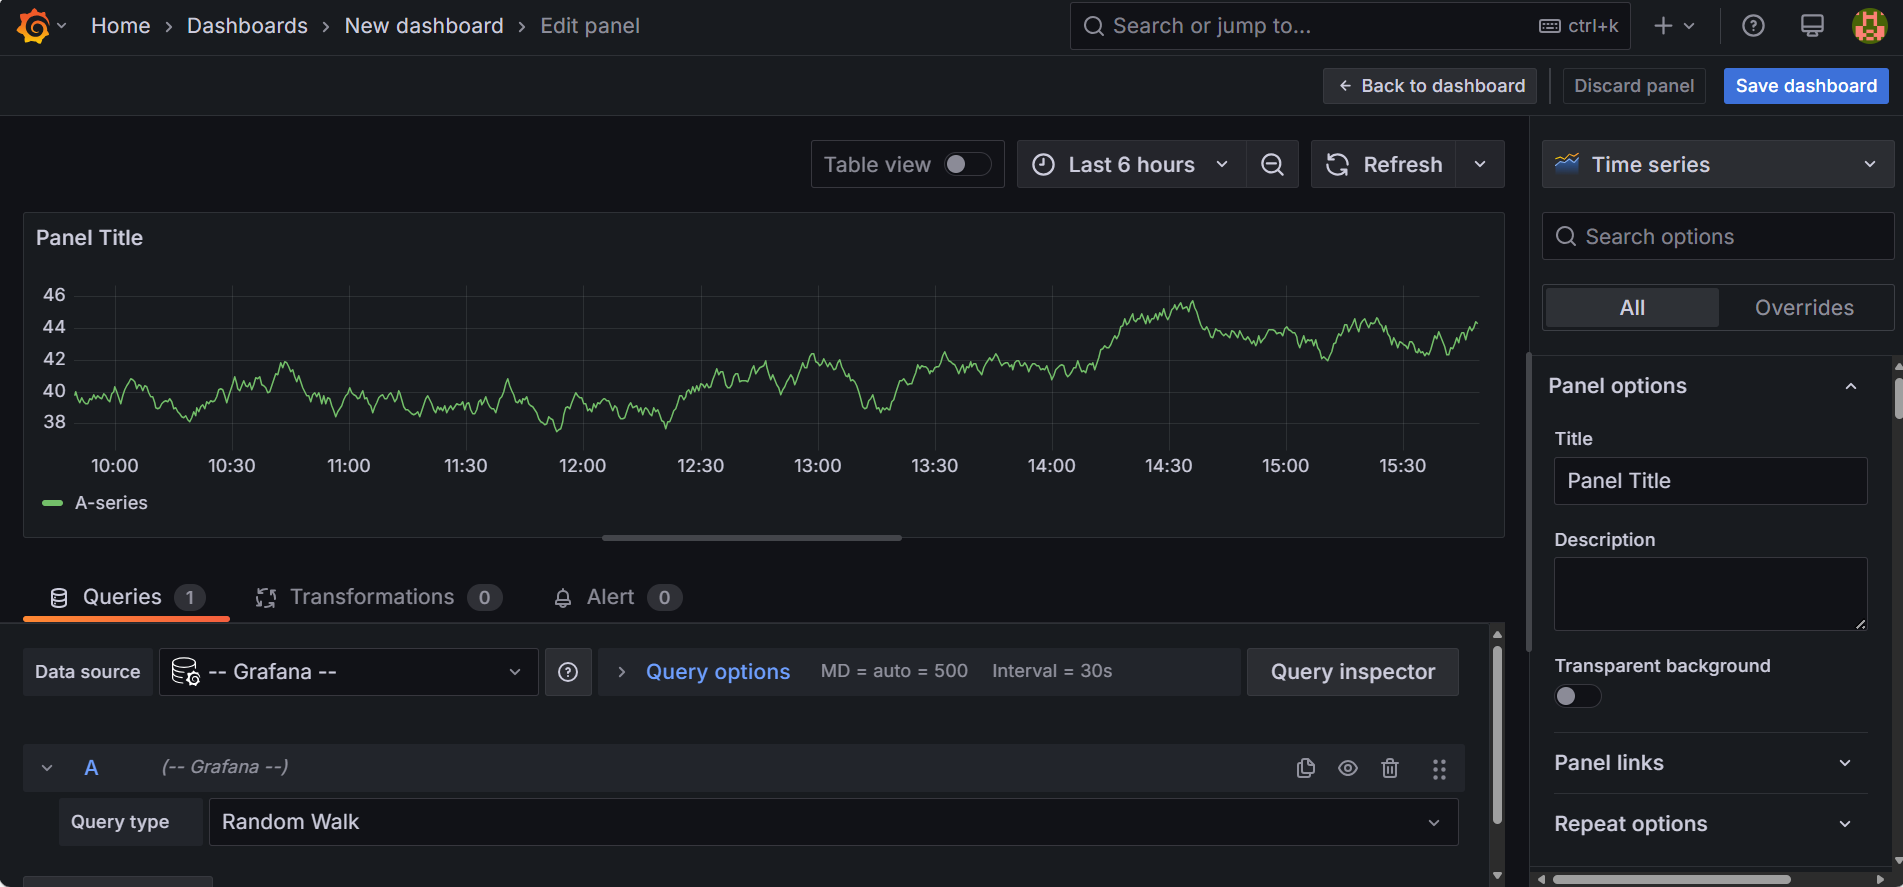 Home › Dashboards › New dashboard › Edit panel
Search or jump to...
ctrl+k
← Back to dashboard
Discard panel
Save dashboard
Table view
Last 6 hours
Refresh
Time series
Panel Title
Search options
All
Overrides
46
44
42
40
38
10:00
10:30
11:00
11:30
12:00
12:30
13:00
13:30
14:00
14:30
15:00
15:30
A-series
Panel options
Title
Panel Title
Description
Transparent background
Panel links
Repeat options
Queries 1
Transformations 0
Alert 0
Data source
-- Grafana --
Query options
MD = auto = 500
Interval = 30s
Query inspector
A
(-- Grafana --)
Query type
Random Walk